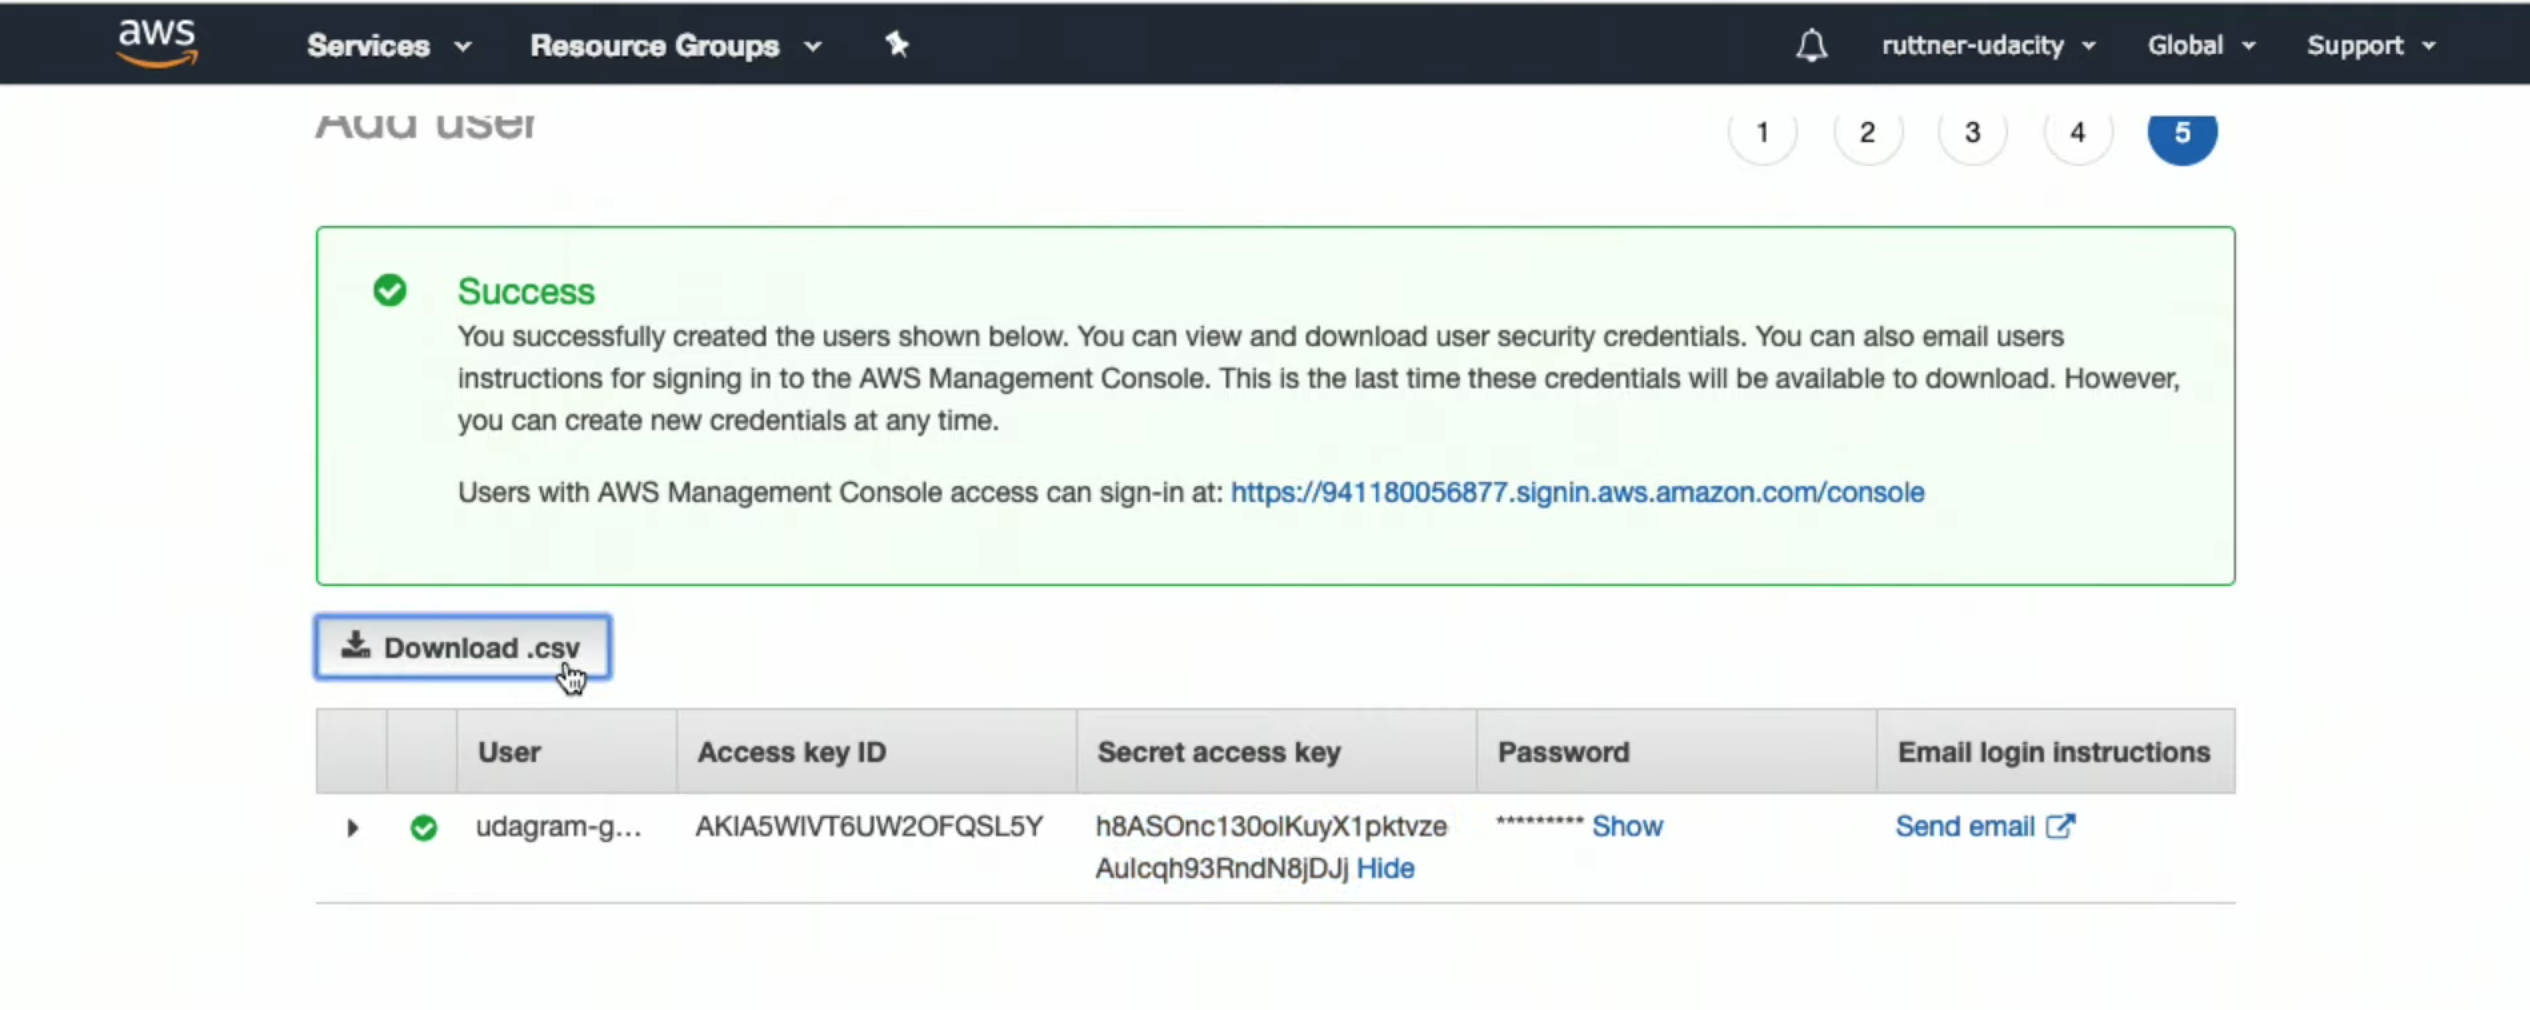 aws
Services
Resource Groups
ruttner-udacity
Global
Support
Add user
1
2
3
4
5
Success
You successfully created the users shown below. You can view and download user security credentials. You can also email users
instructions for signing in to the AWS Management Console. This is the last time these credentials will be available to download. However,
you can create new credentials at any time.
Users with AWS Management Console access can sign-in at: https://941180056877.signin.aws.amazon.com/console
Download .csv
User
Access key ID
Secret access key
Password
Email login instructions
udagram-g...
AKIA5WIVT6UW2OFQSL5Y
Hide
********* Show
Send email